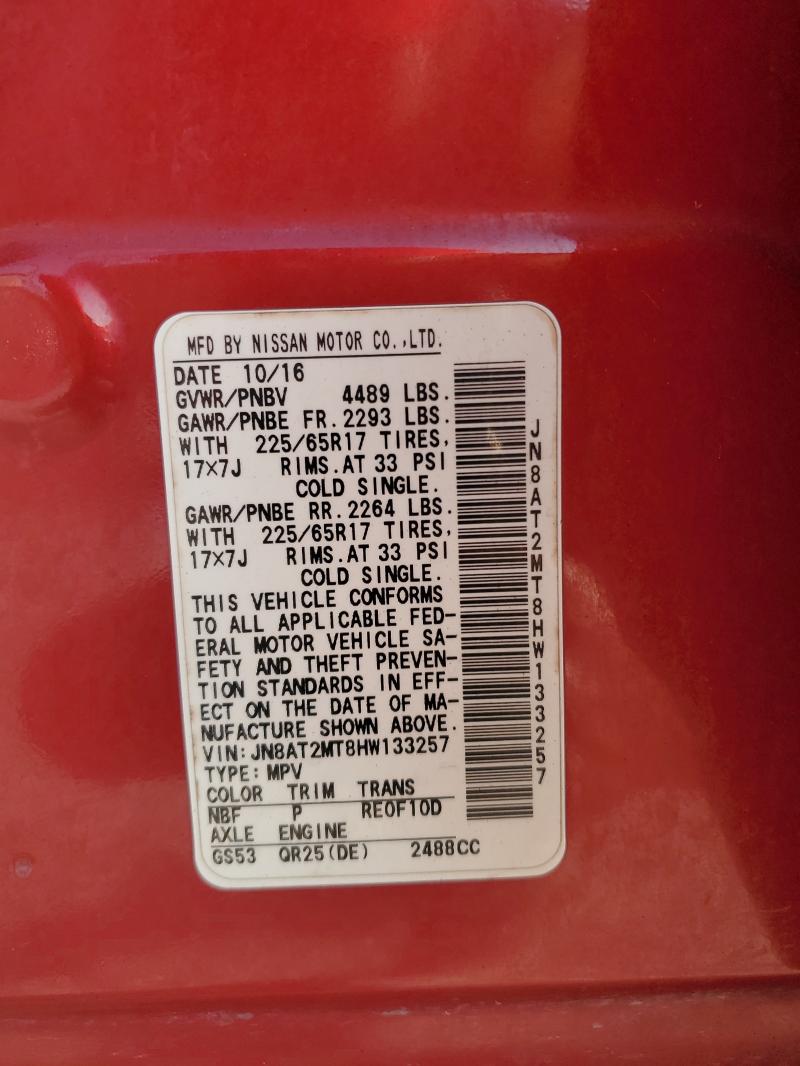 MFD BY NISSAN MOTOR CO.,LTD.
DATE 10/16
GVWR/PNBV 4489 LBS.
GAWR/PNBE FR. 2293 LBS.
WITH 225/65R17 TIRES,
17×7J RIMS. AT 33 PSI
COLD SINGLE.
GAWR/PNBE RR. 2264 LBS.
WITH 225/65R17 TIRES,
17×7J RIMS. AT 33 PSI
COLD SINGLE.
THIS VEHICLE CONFORMS
TO ALL APPLICABLE FED-
ERAL MOTOR VEHICLE SA-
FETY AND THEFT PREVEN-
TION STANDARDS IN EFF-
ECT ON THE DATE OF MA-
NUFACTURE SHOWN ABOVE.
VIN: JN8AT2MT8HW133257
TYPE: MPV
COLOR TRIM TRANS
NBF P RE0F10D
AXLE ENGINE
GS53 QR25(DE) 2488CC
JN8AT2MT8HW133257